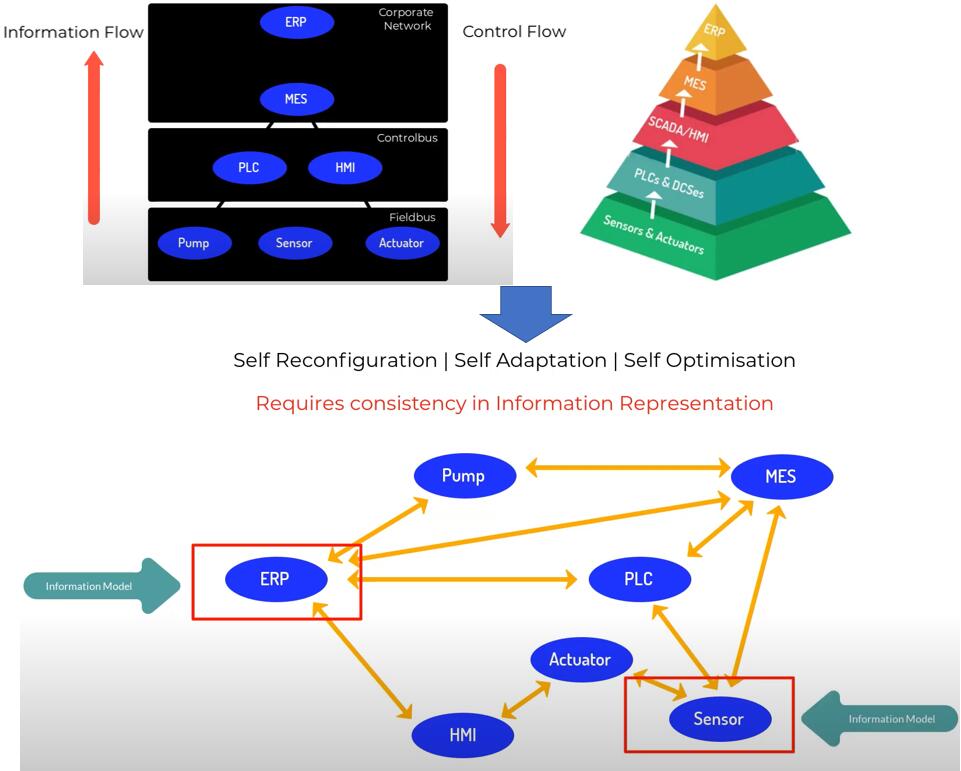 Information Flow
Corporate
Network
ERP
MES
Controlbus
PLC
HMI
Fieldbus
Pump
Sensor
Actuator
Control Flow
ERP
MES
SCADA/HMI
PLCs & DCSes
Sensors & Actuators
Self Reconfiguration | Self Adaptation | Self Optimisation
Requires consistency in Information Representation
Pump
MES
Information Model
ERP
PLC
Actuator
Sensor
Information Model
HMI